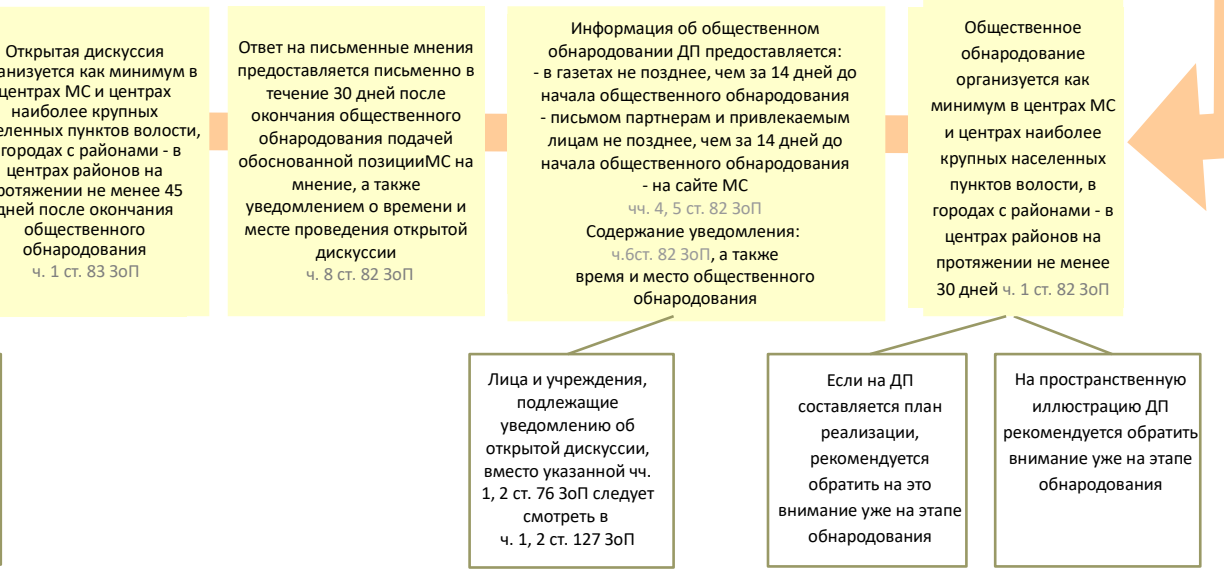 Открытая дискуссия
анизуется как минимум в
центрах МС и центрах
наиболее крупных
еленных пунктов волости,
городах с районами - в
центрах районов на
ротяжении не менее 45
дней после окончания
общественного
обнародования
ч. 1 ст. 83 ЗоП
Ответ на письменные мнения
предоставляется письменно в
течение 30 дней после
окончания общественного
обнародования подачей
обоснованной позицииМС на
мнение, а также
уведомлением о времени и
месте проведения открытой
дискуссии
ч. 8 ст. 82 ЗоП
Информация об общественном
обнародовании ДП предоставляется:
- в газетах не позднее, чем за 14 дней до
начала общественного обнародования
- письмом партнерам и привлекаемым
лицам не позднее, чем за 14 дней до
начала общественного обнародования
- на сайте МС
чч. 4, 5 ст. 82 ЗоП
Содержание уведомления:
ч.6ст. 82 ЗоП, а также
время и место общественного
обнародования
Общественное
обнародование
организуется как
минимум в центрах МС
и центрах наиболее
крупных населенных
пунктов волости, в
городах с районами - в
центрах районов на
протяжении не менее
30 дней ч. 1 ст. 82 ЗоП
Лица и учреждения,
подлежащие
уведомлению об
открытой дискуссии,
вместо указанной чч.
1, 2 ст. 76 ЗоП следует
смотреть в
ч. 1, 2 ст. 127 ЗоП
Если на ДП
составляется план
реализации,
рекомендуется
обратить на это
внимание уже на этапе
обнародования
На пространственную
иллюстрацию ДП
рекомендуется обратить
внимание уже на этапе
обнародования